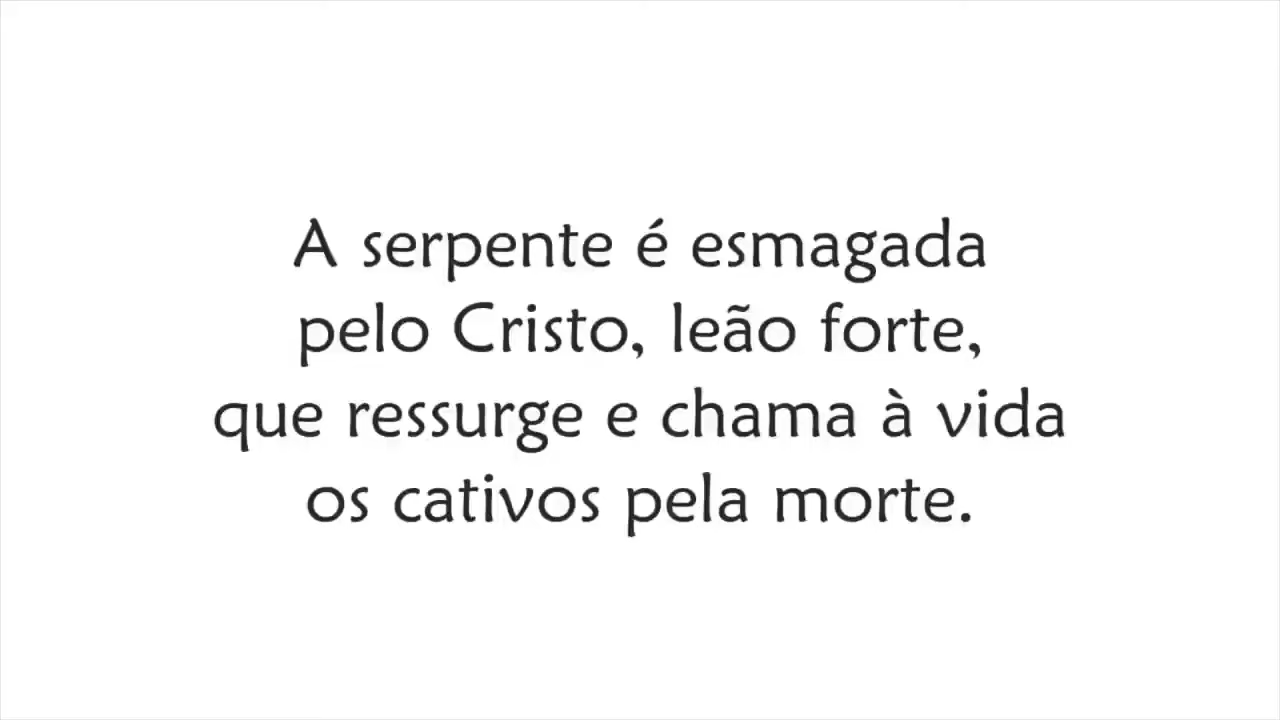 A serpente é esmagada
pelo Cristo, leão forte,
que ressurge e chama à vida
os cativos pela morte.